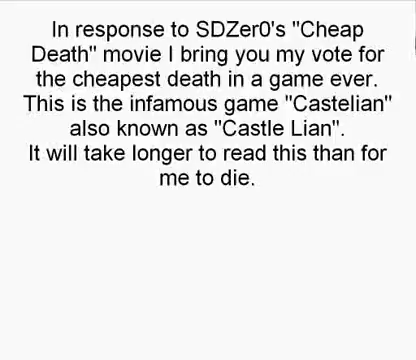 In response to SDZer0's "Cheap
Death" movie I bring you my vote for
the cheapest death in a game ever.
This is the infamous game "Castelian"
also known as "Castle Lian".
It will take longer to read this than for
me to die.